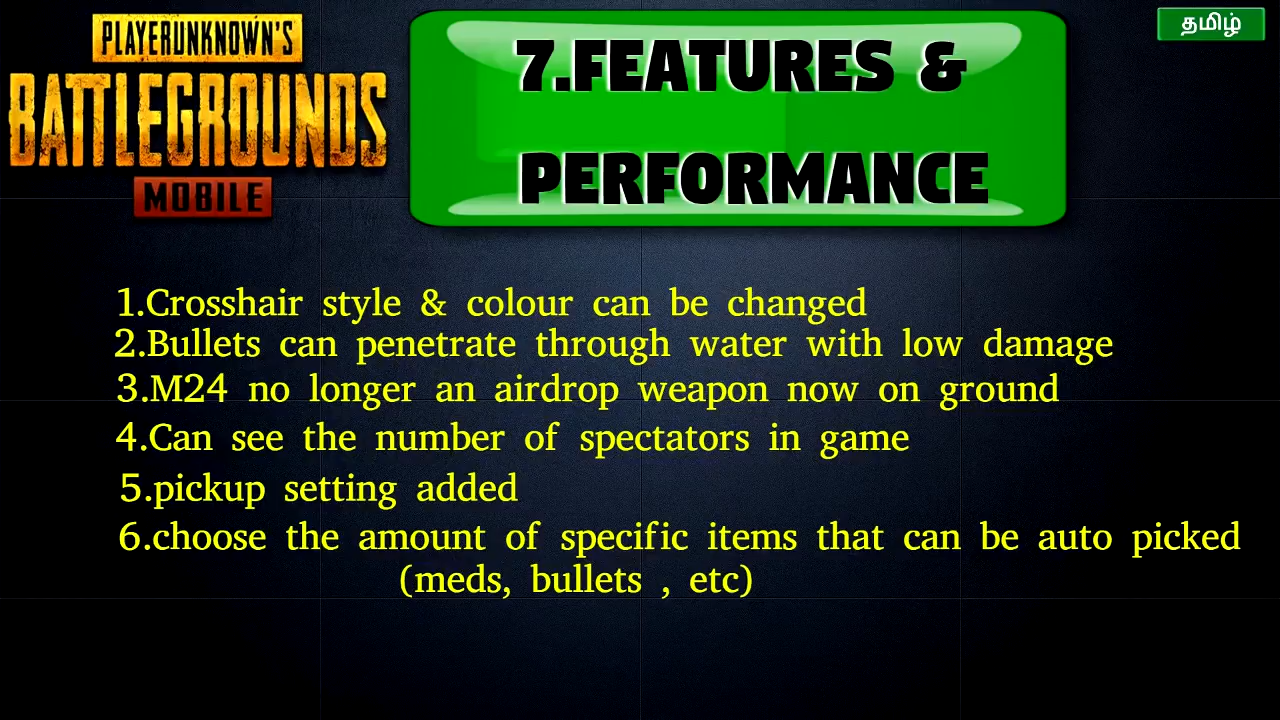 PLAYERUNKNOWN'S
BATTLEGROUNDS
MOBILE
7.FEATURES &
PERFORMANCE
தமிழ்
1.Crosshair style & colour can be changed
2.Bullets can penetrate through water with low damage
3.M24 no longer an airdrop weapon now on ground
4.Can see the number of spectators in game
5.pickup setting added
6.choose the amount of specific items that can be auto picked
(meds, bullets , etc)